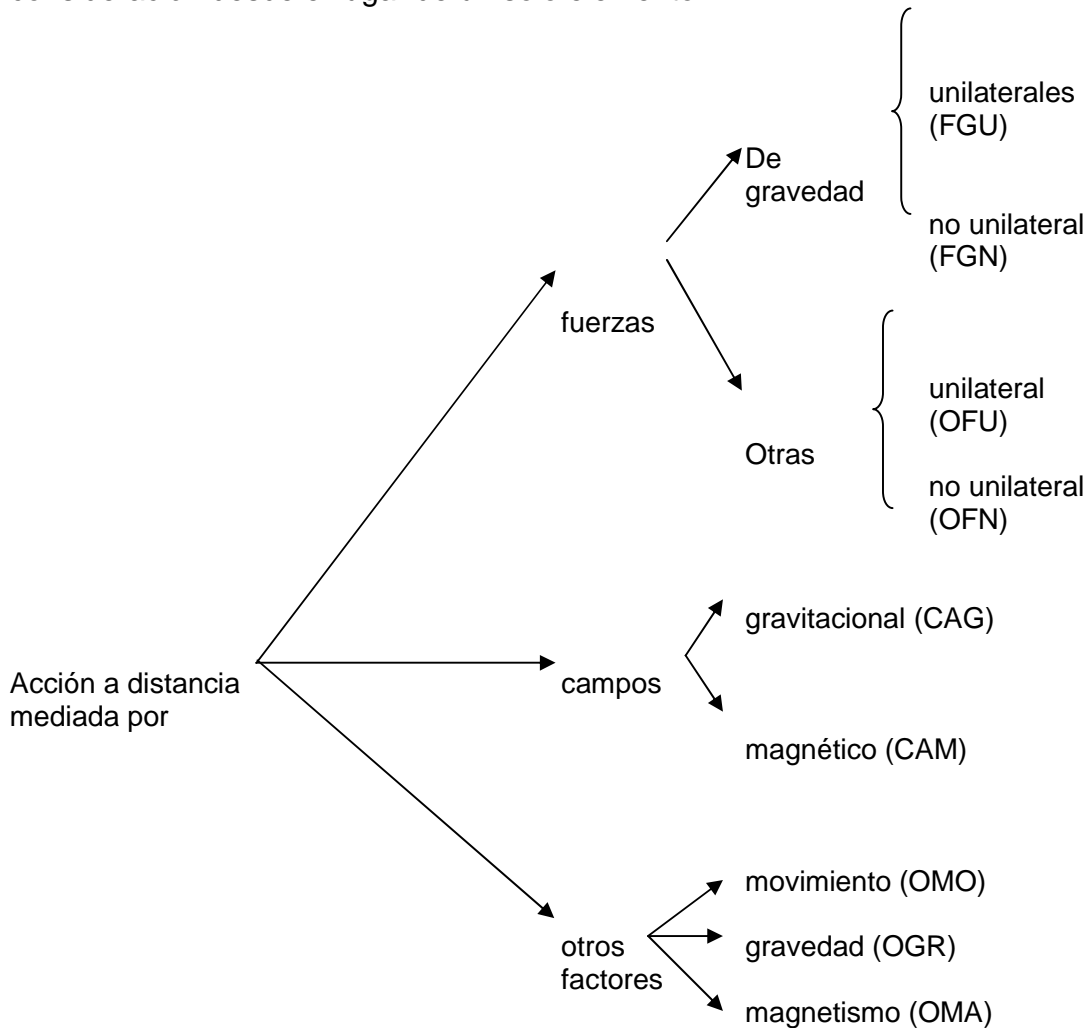 unilaterales
(FGU)
De
gravedad
no unilateral
(FGN)
fuerzas
unilateral
(OFU)
Otras
no unilateral
(OFN)
gravitacional (CAG)
Acción a distancia
mediada por
campos
magnético (CAM)
movimiento (OMO)
otros
factores
gravedad (OGR)
magnetismo (OMA)